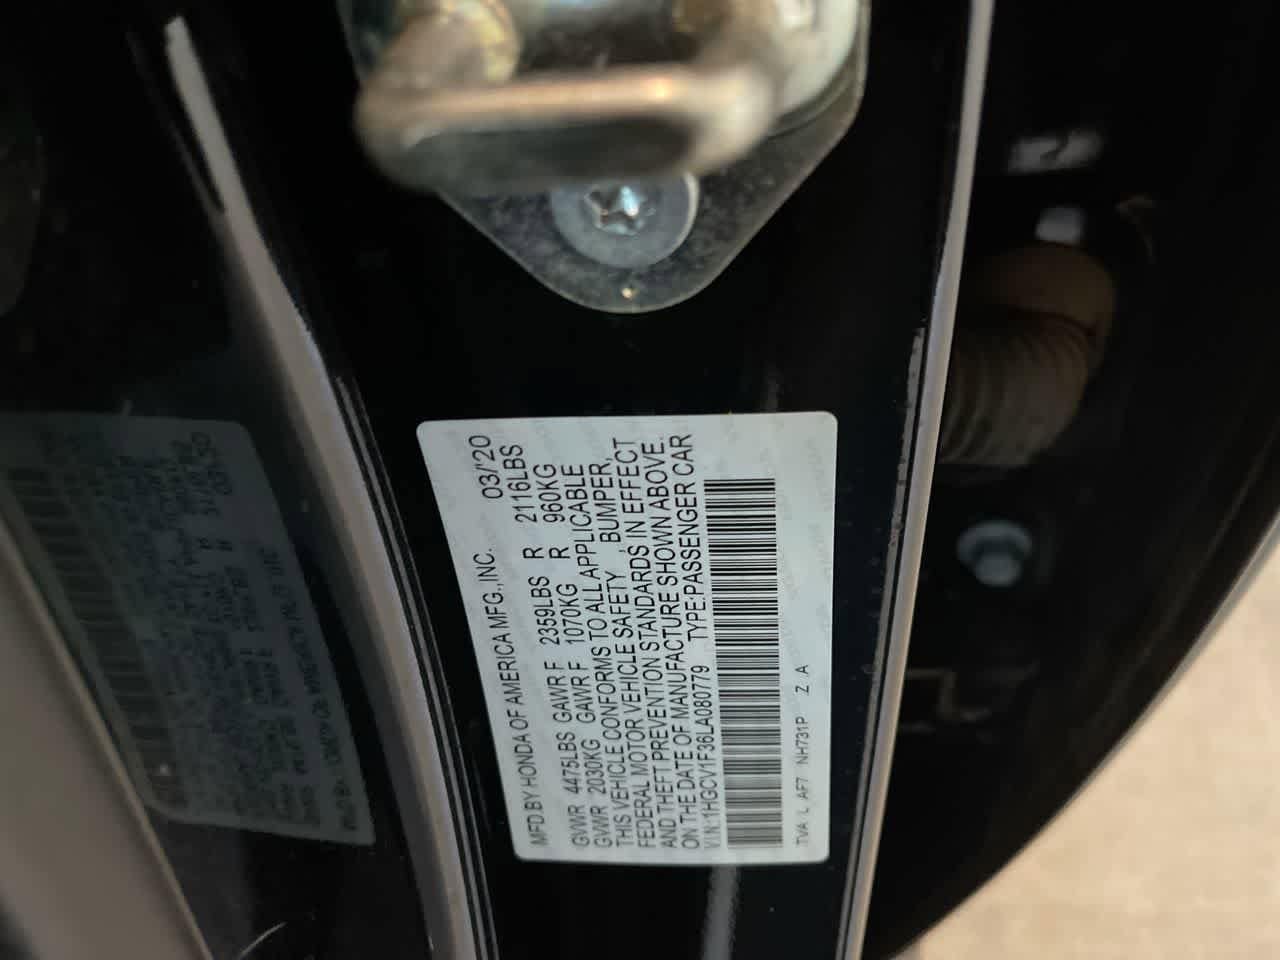 MFD.BY HONDA OF AMERICA MFG.,INC. 03/'20
GVWR 4475LBS GAWR F 2359LBS R 2116LBS
GVWR 2030KG GAWR F 1070KG R 960KG
THIS VEHICLE CONFORMS TO ALL APPLICABLE
FEDERAL MOTOR VEHICLE SAFETY , BUMPER,
AND THEFT PREVENTION STANDARDS IN EFFECT
ON THE DATE OF MANUFACTURE SHOWN ABOVE.
V.I.N.:1HGCV1F36LA080779 TYPE:PASSENGER CAR
TVA L AF7 NH731P Z A